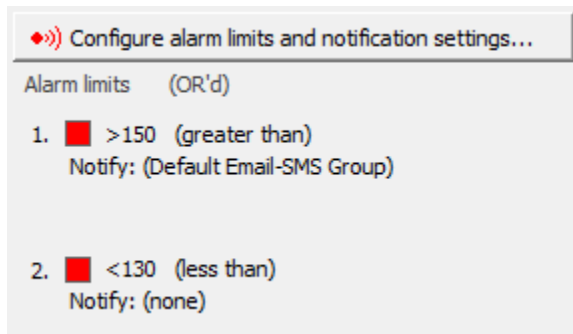 Configure alarm limits and notification settings...
Alarm limits (OR'd)
1. >150 (greater than)
Notify: (Default Email-SMS Group)
2. <130 (less than)
Notify: (none)